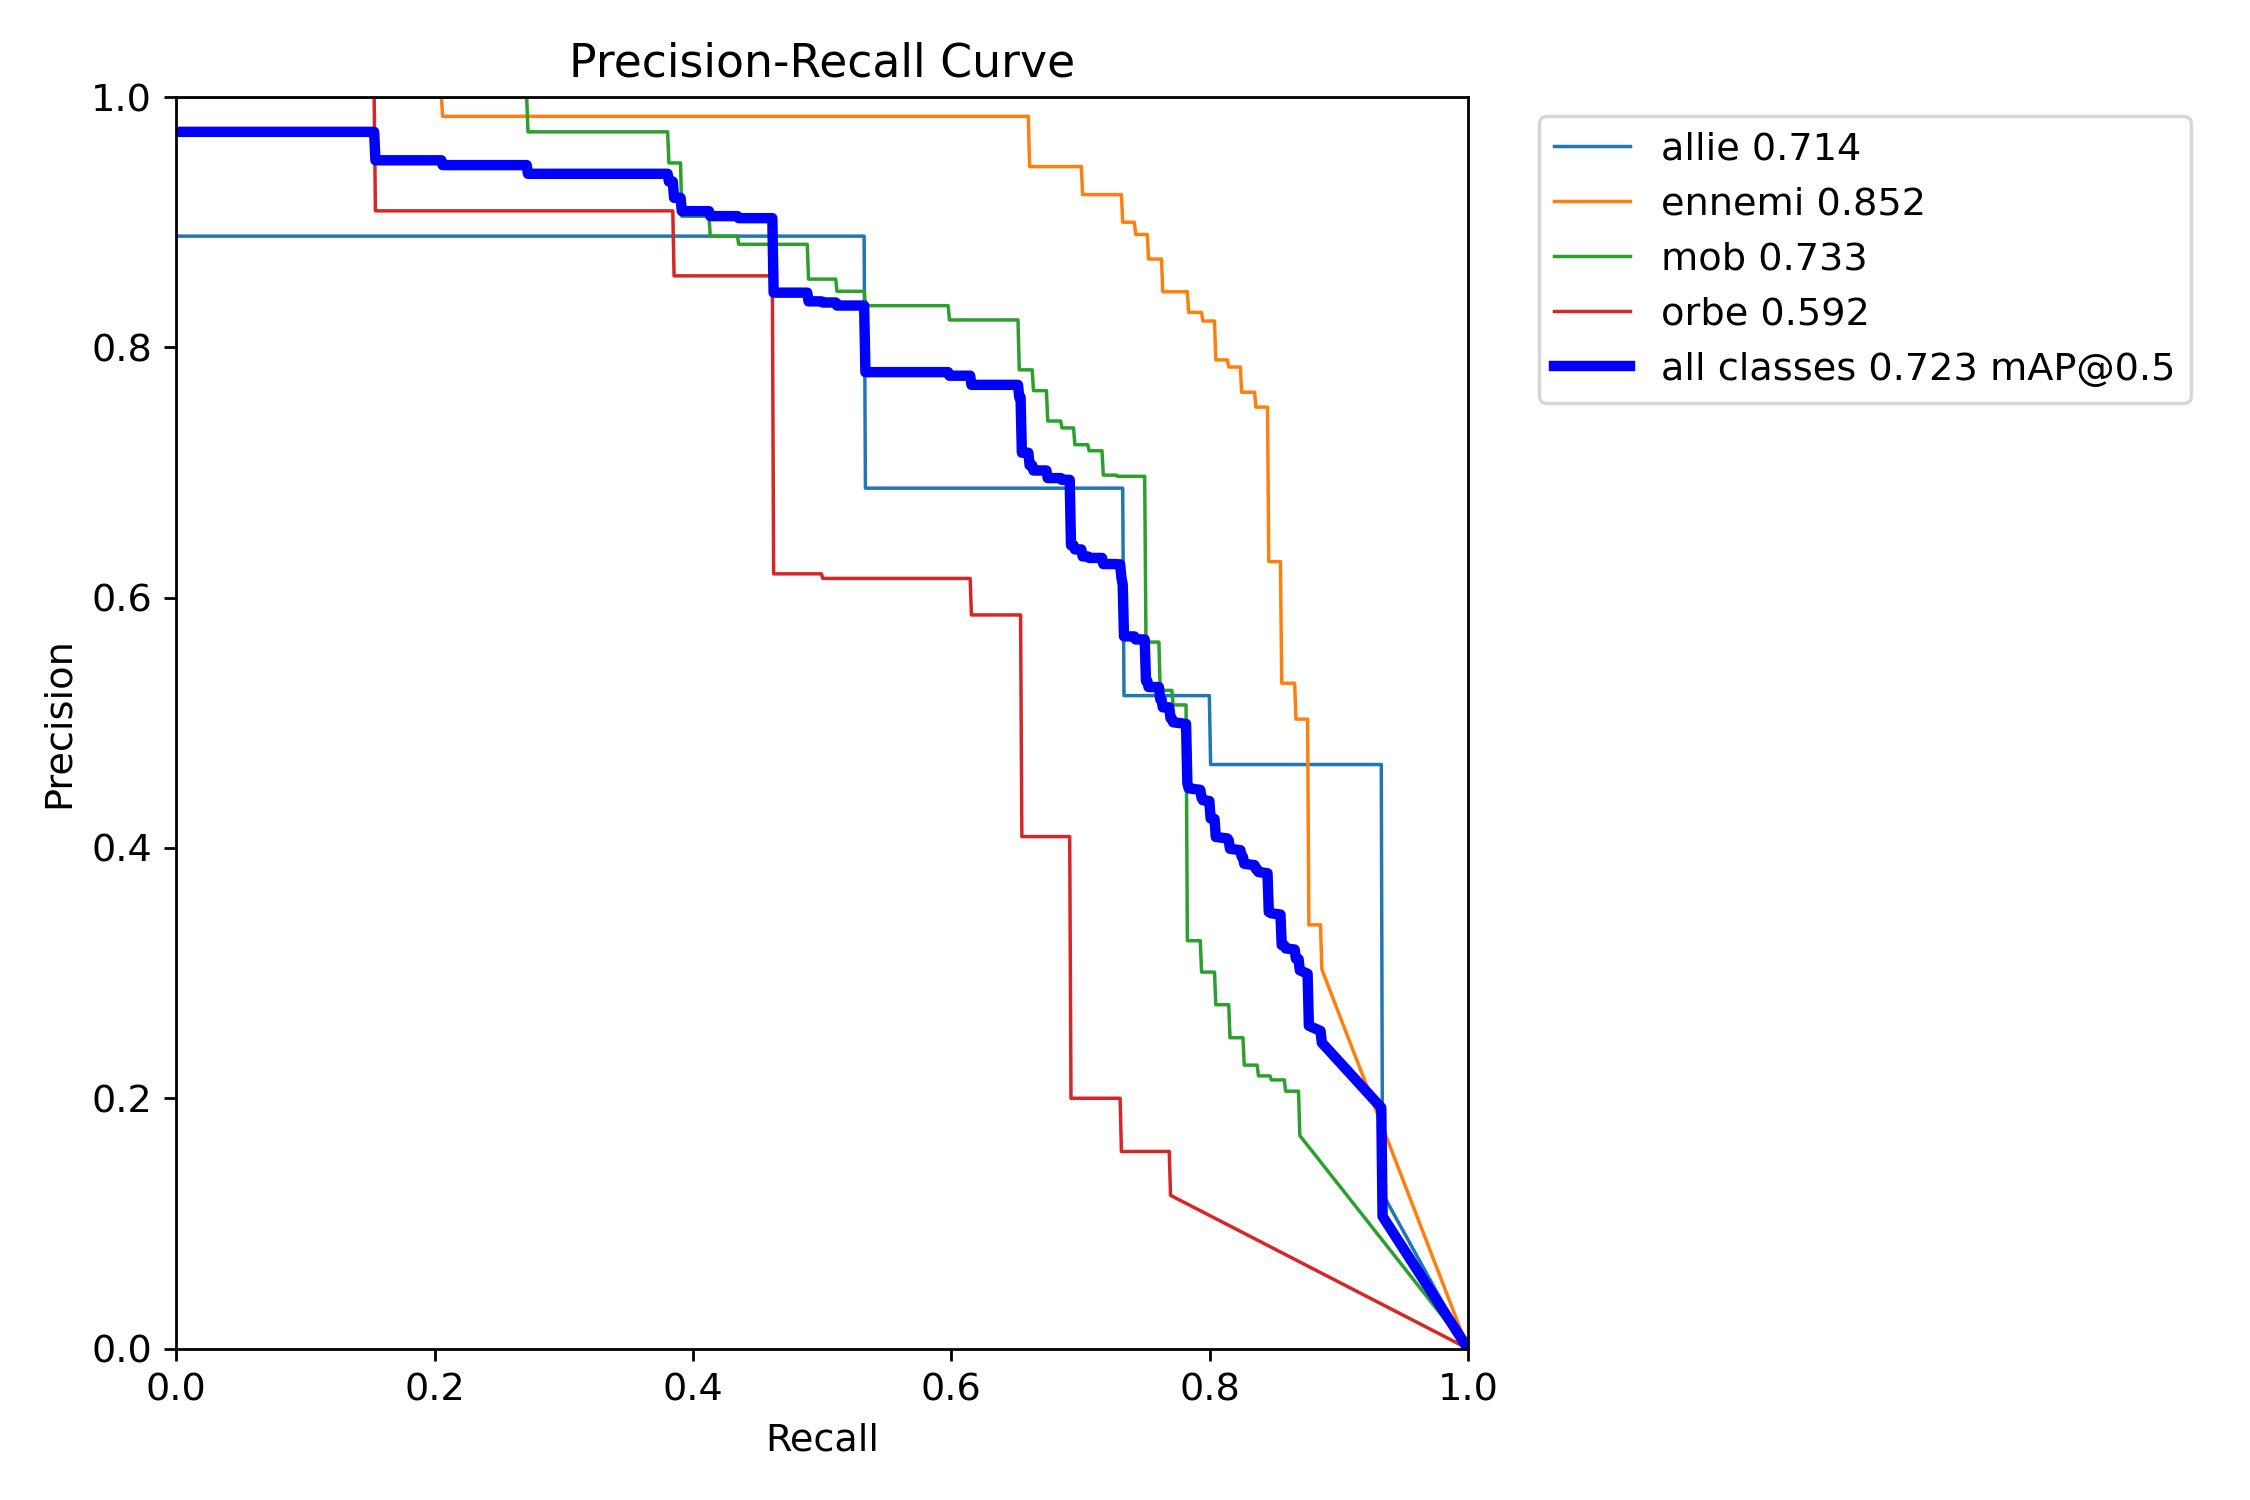 Precision-Recall Curve
1.0
0.8
0.6
0.4
0.2
0.0
Precision
0.0 0.2 0.4 0.6 0.8 1.0
Recall
allie 0.714
ennemi 0.852
mob 0.733
orbe 0.592
all classes 0.723 mAP@0.5